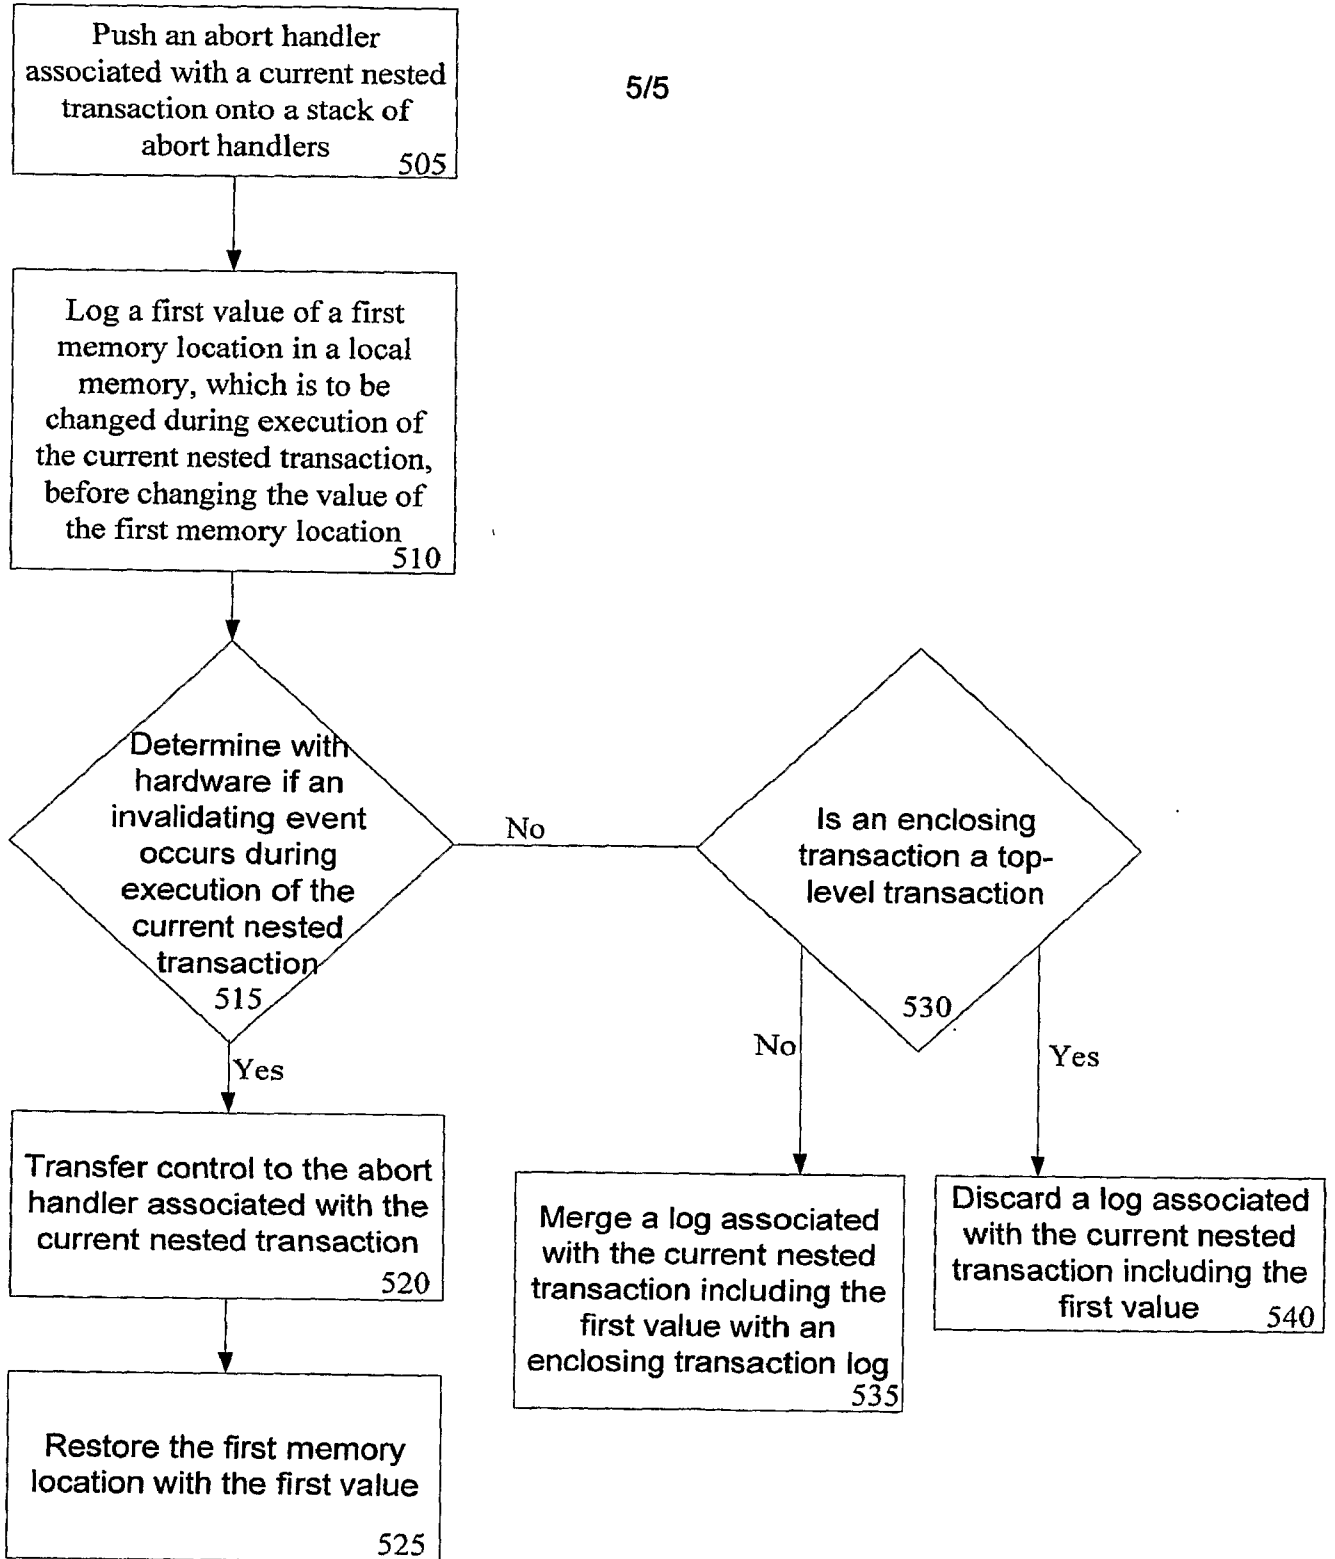 Push an abort handler
associated with a current nested
transaction onto a stack of
abort handlers
505
5/5
Log a first value of a first
memory location in a local
memory, which is to be
changed during execution of
the current nested transaction,
before changing the value of
the first memory location
510
Determine with
hardware if an
invalidating event
occurs during
execution of the
current nested
transaction
515
No
Is an enclosing
transaction a top-
level transaction
530
Yes
No
Yes
Transfer control to the abort
handler associated with the
current nested transaction
520
Merge a log associated
with the current nested
transaction including the
first value with an
enclosing transaction log
535
Discard a log associated
with the current nested
transaction including the
first value
540
Restore the first memory
location with the first value
525